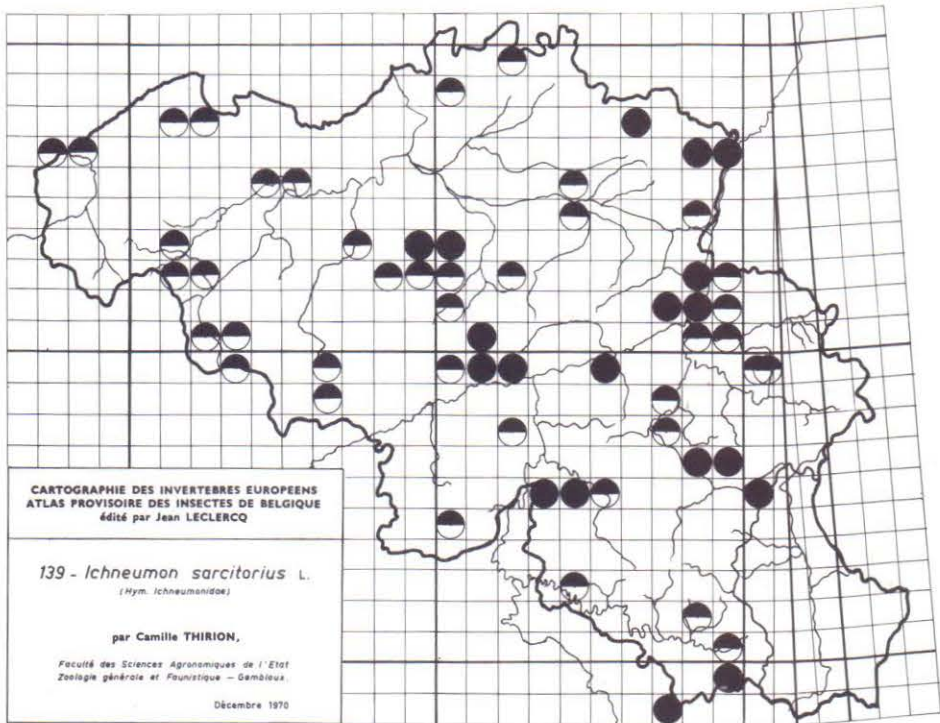 CARTOGRAPHIE DES INVERTEBRES EUROPEENS
ATLAS PROVISOIRE DES INSECTES DE BELGIQUE
édité par Jean LECLERCQ
139 - Ichneumon sarcitorius L.
(Hym. Ichneumonidae)
par Camille THIRION,
Faculté des Sciences Agronomiques de l'Etat
Zoologie générale et Faunistique – Gembloux.
Décembre 1970